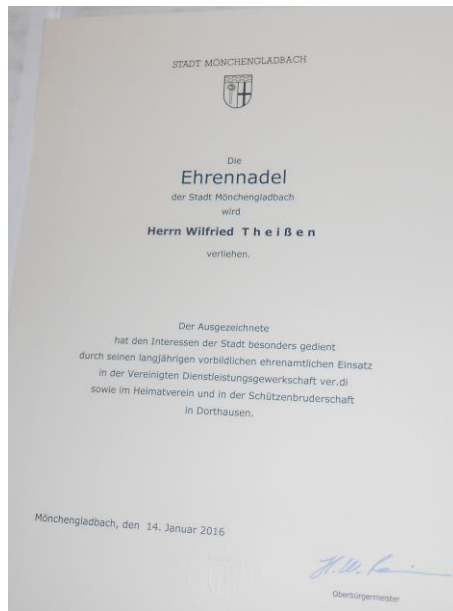 STADT MÖNCHENGLADBACH
Die
Ehrennadel
der Stadt Mönchengladbach
wird
Herrn Wilfried T h e i ß e n
verliehen.
Der Ausgezeichnete
hat den Interessen der Stadt besonders gedient
durch seinen langjährigen vorbildlichen ehrenamtlichen Einsatz
in der Vereinigten Dienstleistungsgewerkschaft ver.di
sowie im Heimatverein und in der Schützenbruderschaft
in Dorthausen.
Mönchengladbach, den 14. Januar 2016
Oberbürgermeister